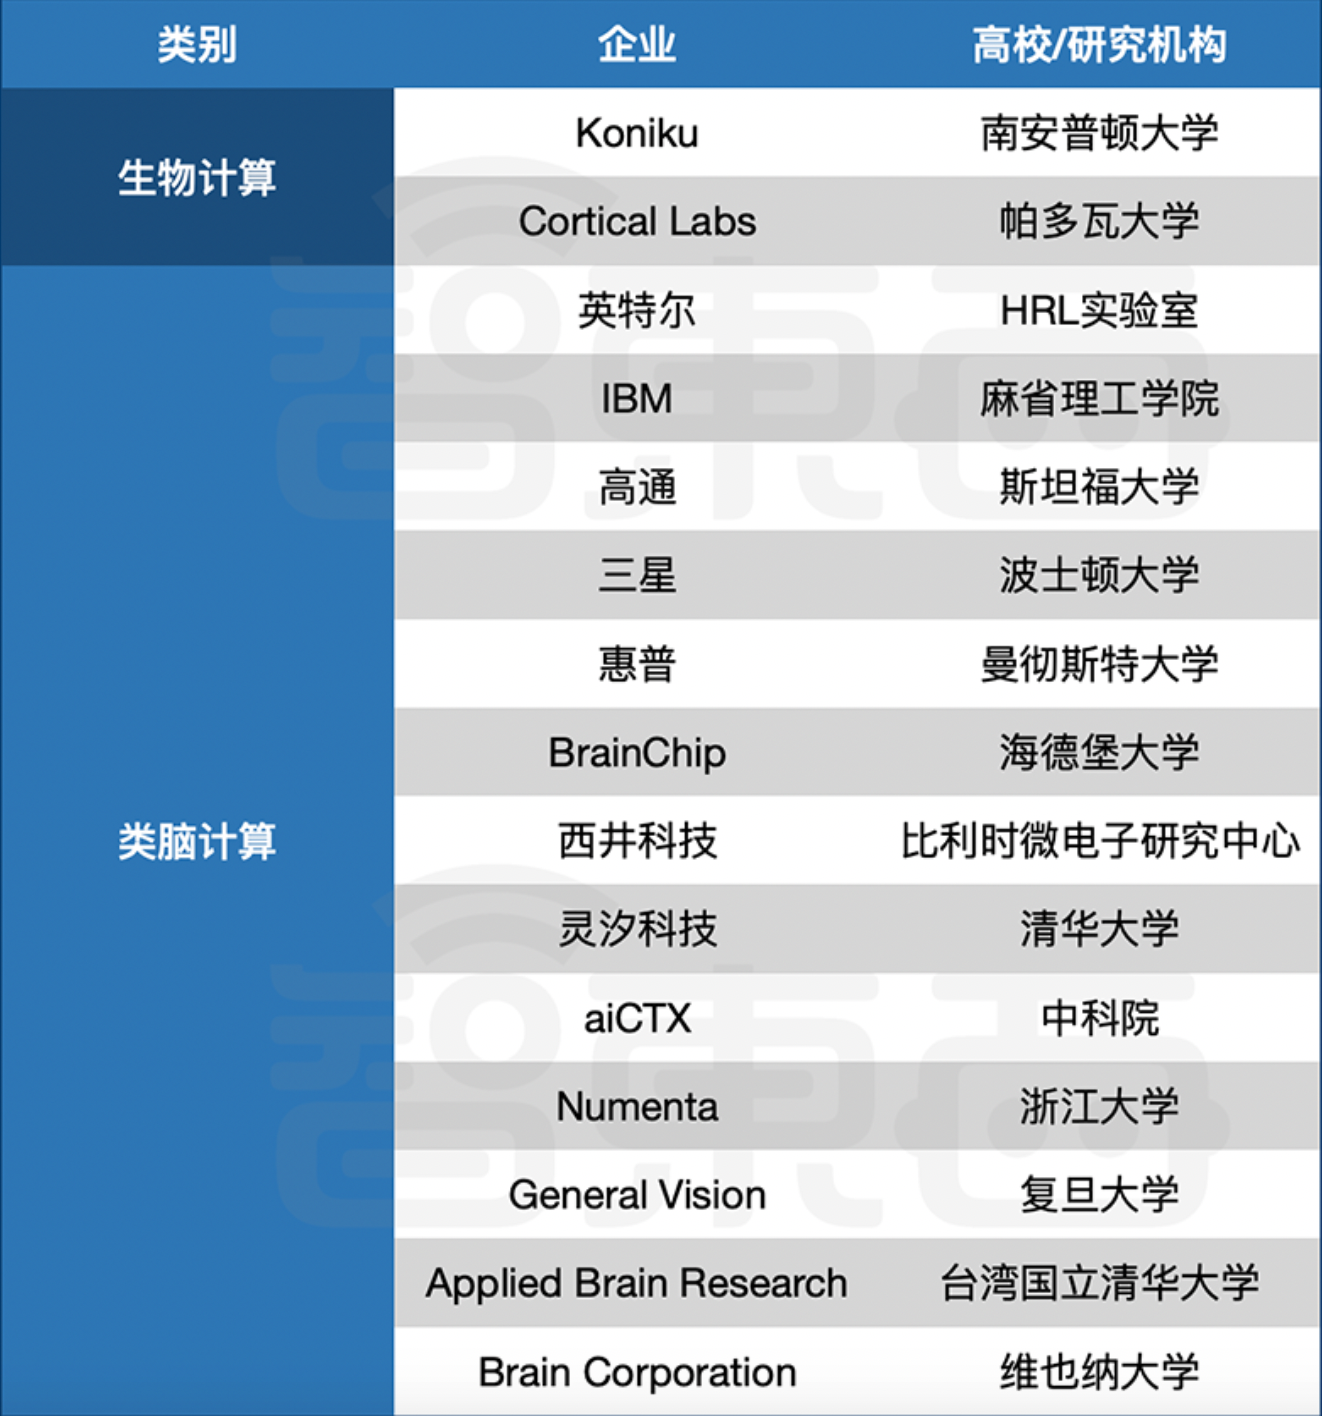 类别 企业 高校/研究机构
生物计算 Koniku 南安普顿大学
Cortical Labs 帕多瓦大学
类脑计算 英特尔 HRL实验室
IBM 麻省理工学院
高通 斯坦福大学
三星 波士顿大学
惠普 曼彻斯特大学
BrainChip 海德堡大学
西井科技 比利时微电子研究中心
灵汐科技 清华大学
aiCTX 中科院
Numenta 浙江大学
General Vision 复旦大学
Applied Brain Research 台湾国立清华大学
Brain Corporation 维也纳大学
智東西
智東西